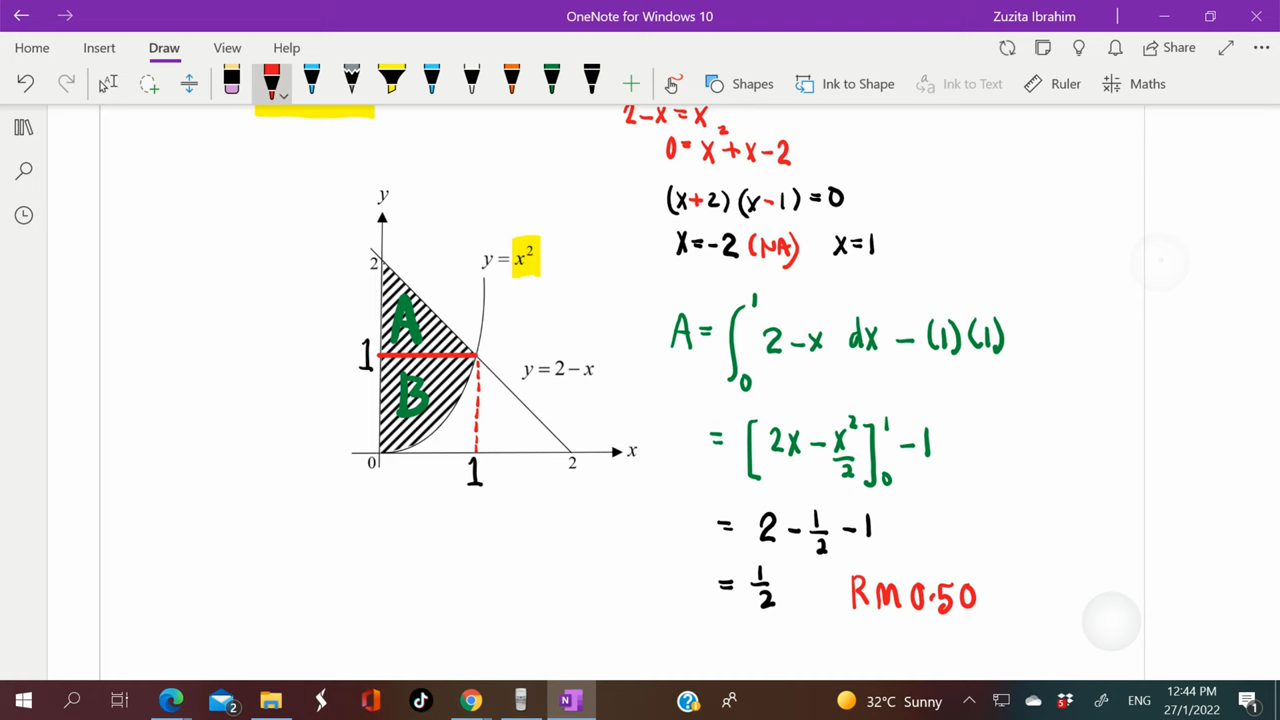 OneNote for Windows 10
Zuzita Ibrahim
Home Insert Draw View Help
Share
Shapes
Ink to Shape
Ink to Text
Ruler
Maths
2-x = x²
0 = x² + x - 2
(x+2)(x-1) = 0
x = -2 (NA) x = 1
y
2
y = x²
A
1
B
y = 2 - x
0
1
2
x
A = ∫₀¹ 2-x dx - (1)(1)
= [2x - x²/2]₀¹ - 1
= 2 - 1/2 - 1
= 1/2 RM 0.50
2
32°C Sunny
5
ENG
12:44 PM
27/1/2022
1